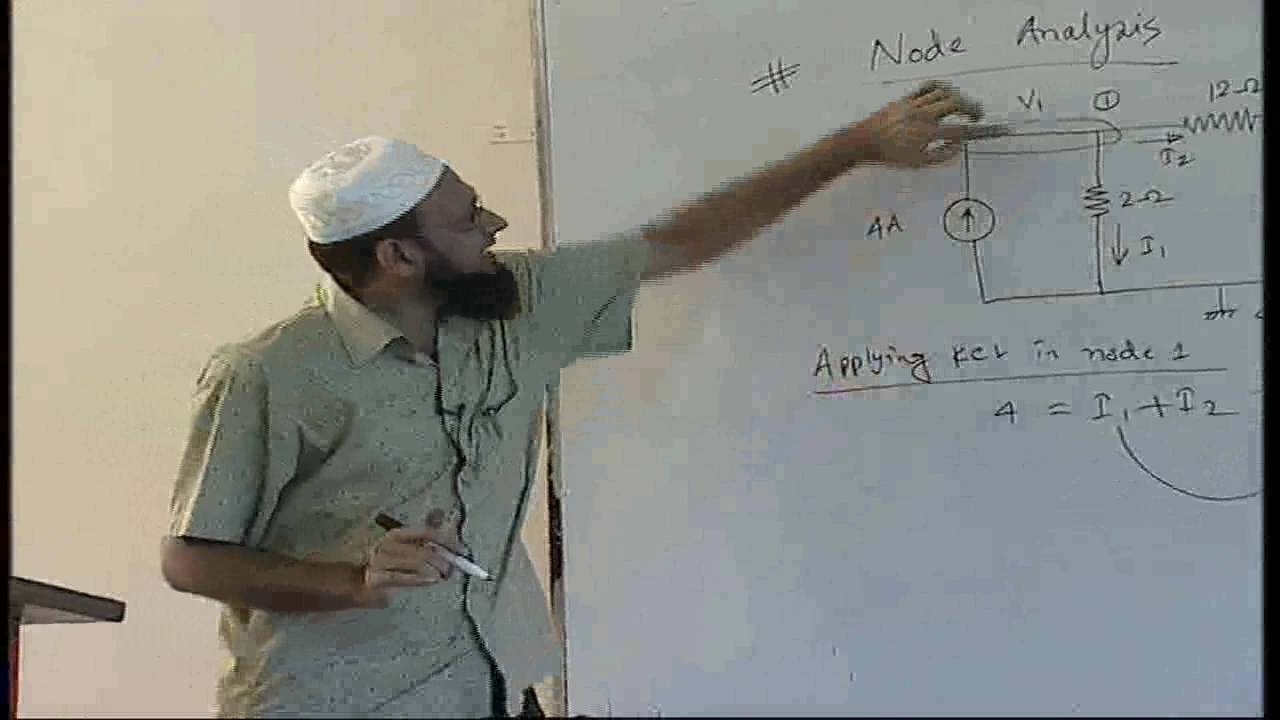 # Node Analysis
V1 ① 12Ω
I2
4A 2Ω
I1
Applying KCL in node 1
4 = I1 + I2